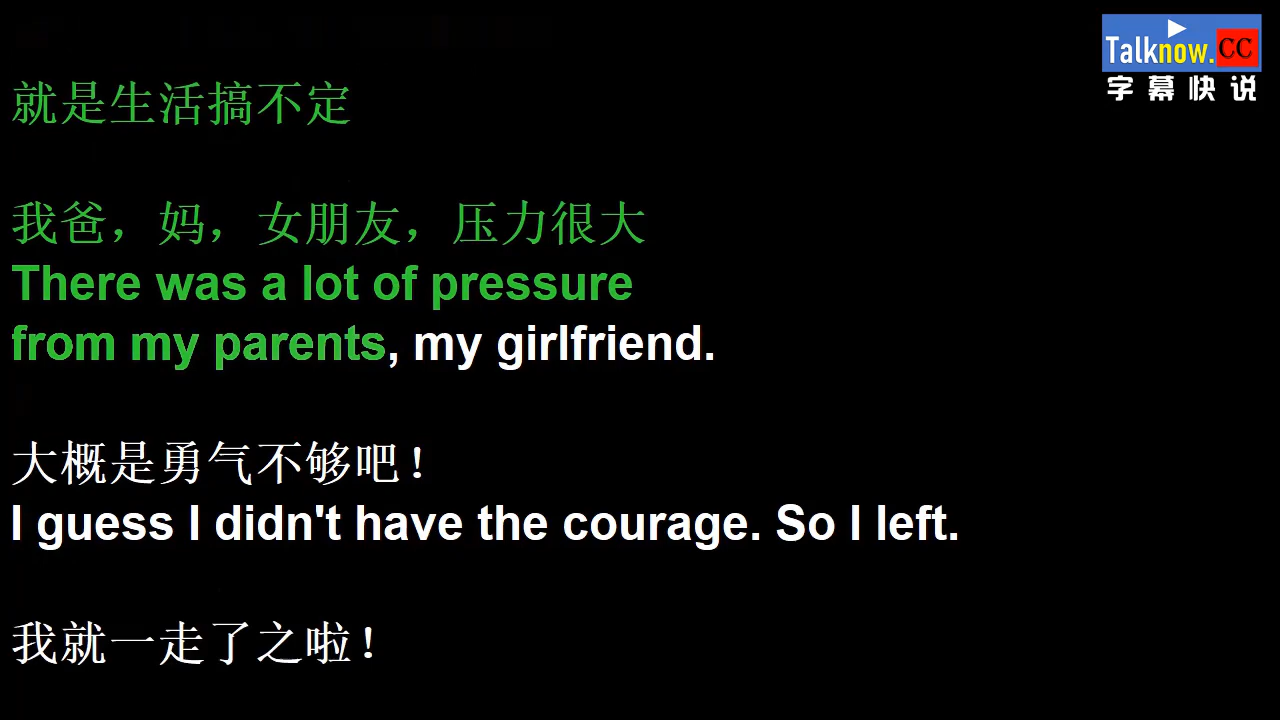 Talknow.CC
字幕快说
就是生活搞不定
我爸，妈，女朋友，压力很大
There was a lot of pressure
from my parents, my girlfriend.
大概是勇气不够吧！
I guess I didn't have the courage. So I left.
我就一走了之啦！